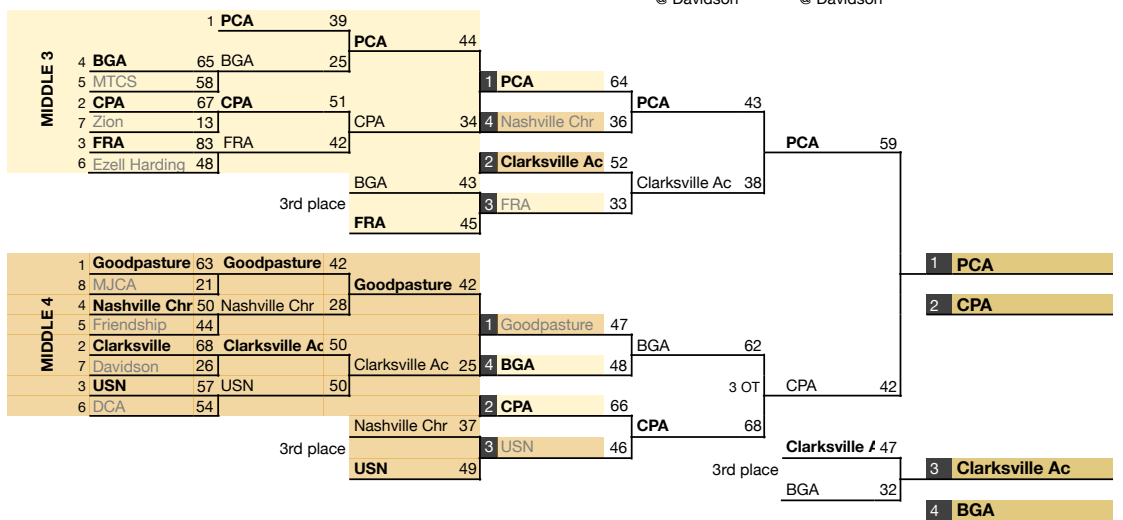 @ Davidson @ Davidson
1 PCA 39
PCA 44
MIDDLE 3
4 BGA 65 BGA 25
5 MTCS 58 1 PCA 64
2 CPA 67 CPA 51 PCA 43
7 Zion 13 CPA 34 4 Nashville Chr 36
3 FRA 83 FRA 42 PCA 59
6 Ezell Harding 48 2 Clarksville Ac 52
BGA 43 Clarksville Ac 38
3rd place 3 FRA 33
FRA 45
1 Goodpasture 63 Goodpasture 42 1 PCA
8 MJCA 21 Goodpasture 42
MIDDLE 4
4 Nashville Chr 50 Nashville Chr 28 2 CPA
5 Friendship 44 1 Goodpasture 47
2 Clarksville 68 Clarksville Ac 50 BGA 62
7 Davidson 26 Clarksville Ac 25 4 BGA 48
3 USN 57 USN 50 3 OT CPA 42
6 DCA 54 2 CPA 66
Nashville Chr 37 CPA 68
3rd place 3 USN 46 Clarksville A 47
USN 49 3rd place 3 Clarksville Ac
BGA 32
4 BGA